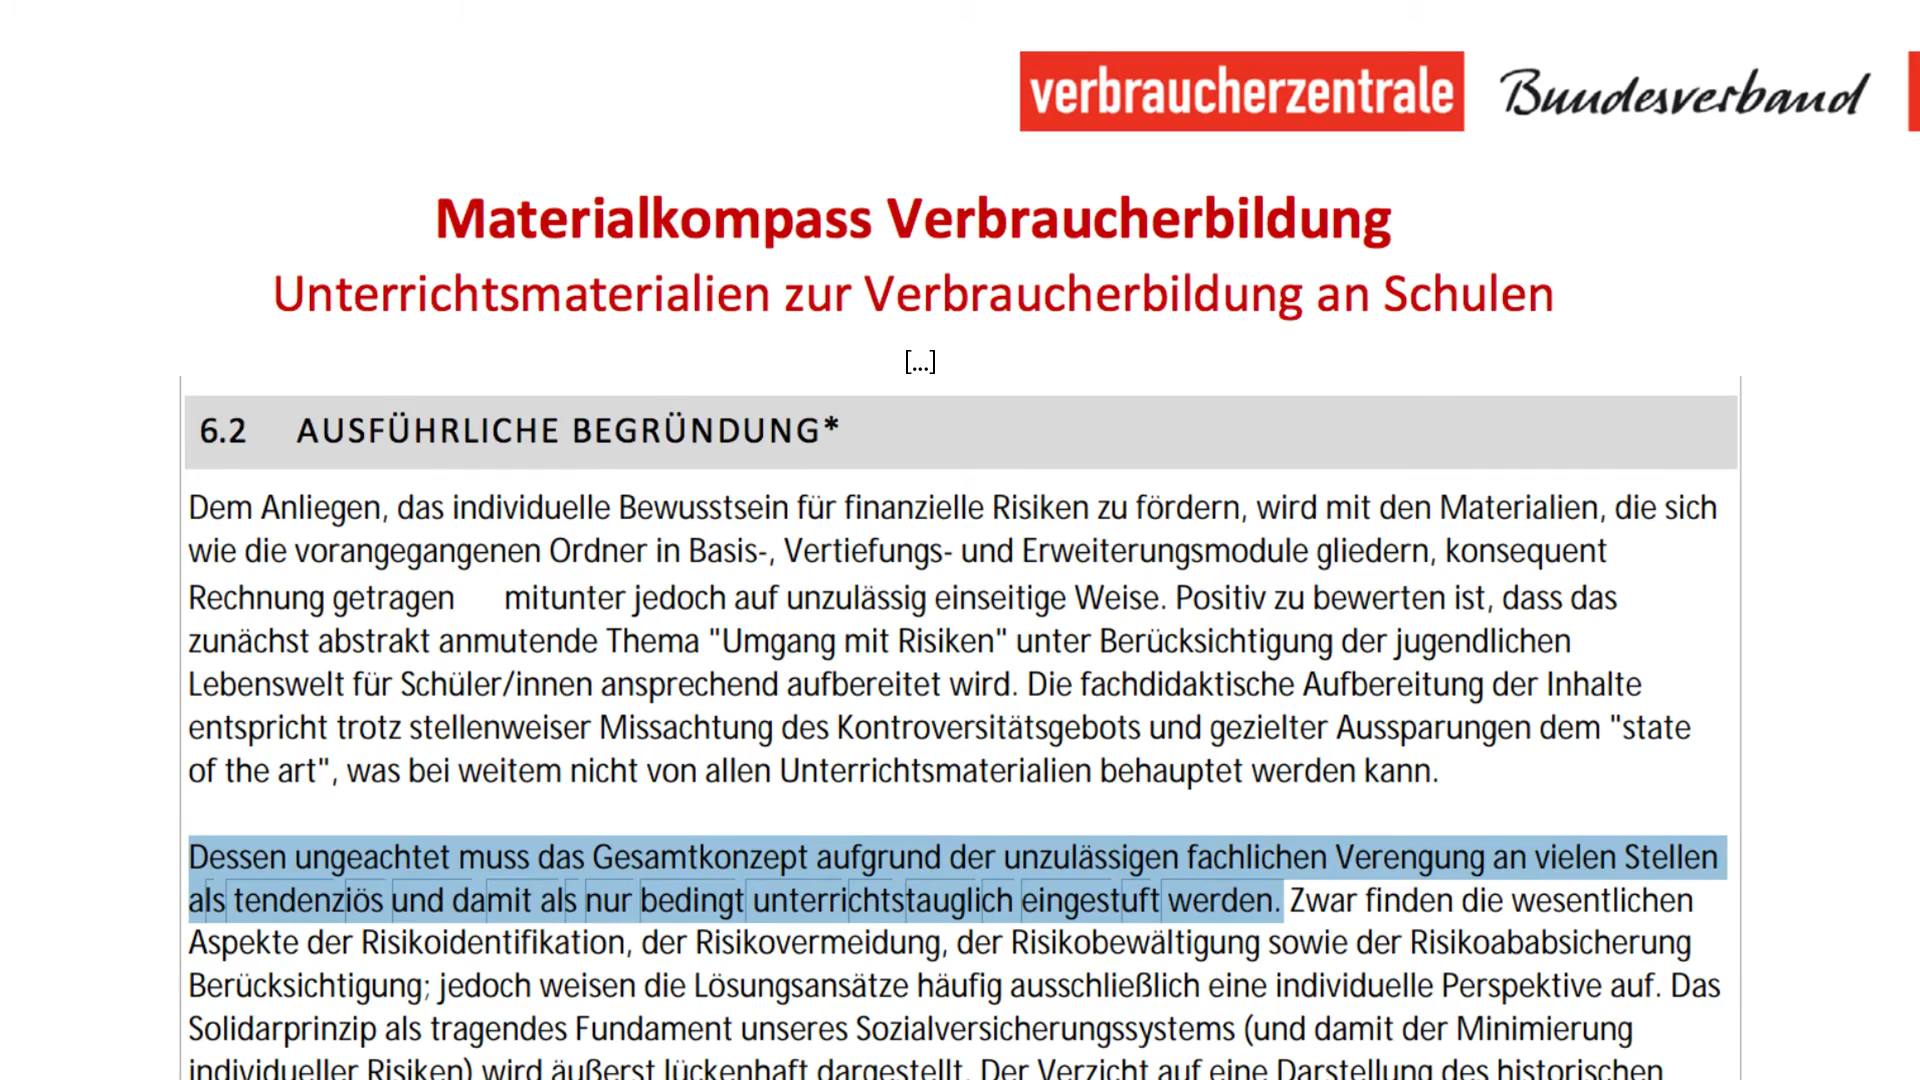 verbraucherzentrale Bundesverband
Materialkompass Verbraucherbildung
Unterrichtsmaterialien zur Verbraucherbildung an Schulen
[...]
6.2 AUSFÜHRLICHE BEGRÜNDUNG*
Dem Anliegen, das individuelle Bewusstsein für finanzielle Risiken zu fördern, wird mit den Materialien, die sich
wie die vorangegangenen Ordner in Basis-, Vertiefungs- und Erweiterungsmodule gliedern, konsequent
Rechnung getragen mitunter jedoch auf unzulässig einseitige Weise. Positiv zu bewerten ist, dass das
zunächst abstrakt anmutende Thema "Umgang mit Risiken" unter Berücksichtigung der jugendlichen
Lebenswelt für Schüler/innen ansprechend aufbereitet wird. Die fachdidaktische Aufbereitung der Inhalte
entspricht trotz stellenweiser Missachtung des Kontroversitätsgebots und gezielter Aussparungen dem "state
of the art", was bei weitem nicht von allen Unterrichtsmaterialien behauptet werden kann.
Dessen ungeachtet muss das Gesamtkonzept aufgrund der unzulässigen fachlichen Verengung an vielen Stellen
als tendenziös und damit als nur bedingt unterrichtstauglich eingestuft werden. Zwar finden die wesentlichen
Aspekte der Risikoidentifikation, der Risikovermeidung, der Risikobewältigung sowie der Risikoababsicherung
Berücksichtigung; jedoch weisen die Lösungsansätze häufig ausschließlich eine individuelle Perspektive auf. Das
Solidarprinzip als tragendes Fundament unseres Sozialversicherungssystems (und damit der Minimierung
individueller Risiken) wird äußerst lückenhaft dargestellt. Der Verzicht auf eine Darstellung des historischen